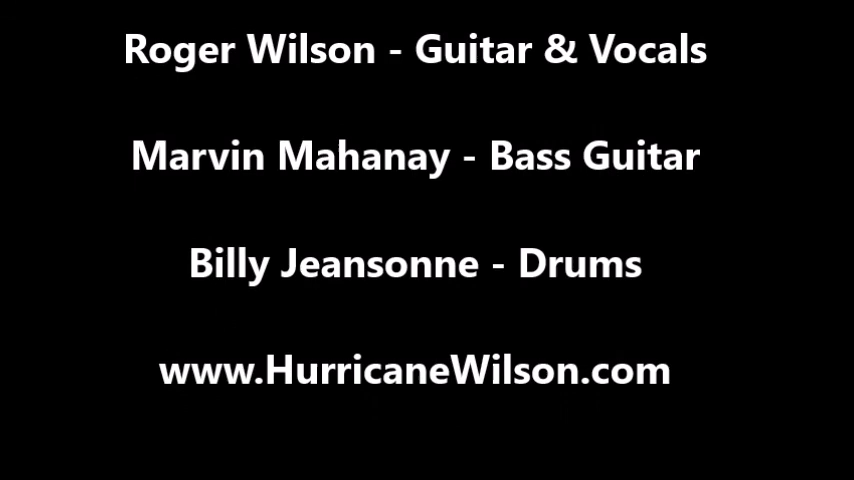 Roger Wilson - Guitar & Vocals
Marvin Mahanay - Bass Guitar
Billy Jeansonne - Drums
www.HurricaneWilson.com